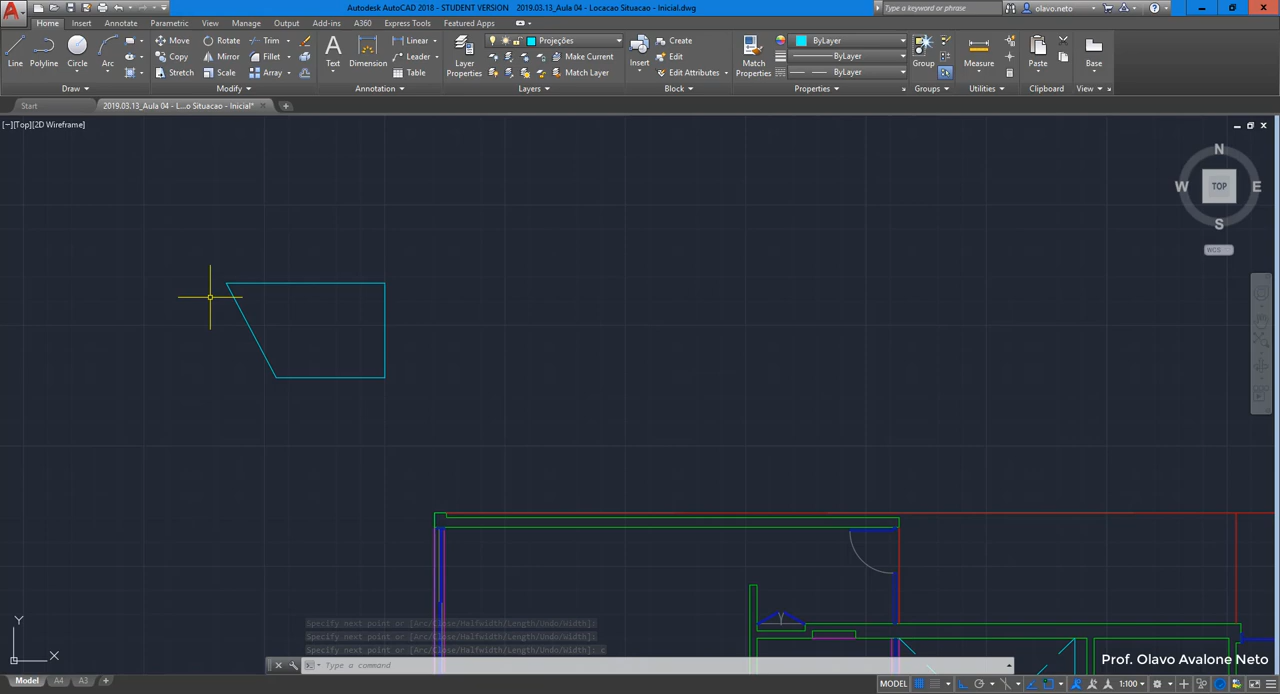 Autodesk AutoCAD 2018 - STUDENT VERSION 2019.03.13_Aula 04 - Locacao Situacao - Inicial.dwg
Type a keyword or phrase
olavo.neto
Home Insert Annotate Parametric View Manage Output Add-ins A360 Express Tools Featured Apps
Line Polyline Circle Arc
Move Rotate Trim
Copy Mirror Fillet
Stretch Scale Array
Text Dimension
Linear
Leader
Table
Layer Properties
Projeções
Make Current
Match Layer
Insert
Create
Edit
Edit Attributes
Match Properties
ByLayer
ByLayer
ByLayer
Group Measure Paste Base
Draw Modify Annotation Layers Block Properties Groups Utilities Clipboard View
Start 2019.03.13_Aula 04 - L...o Situacao - Inicial*
[−][Top][2D Wireframe]
N
W TOP E
S
WCS
Y
X
Specify next point or [Arc/Close/Halfwidth/Length/Undo/Width]:
Specify next point or [Arc/Close/Halfwidth/Length/Undo/Width]:
Specify next point or [Arc/Close/Halfwidth/Length/Undo/Width]: c
Type a command
Prof. Olavo Avalone Neto
Model A4 A3
MODEL 1:100